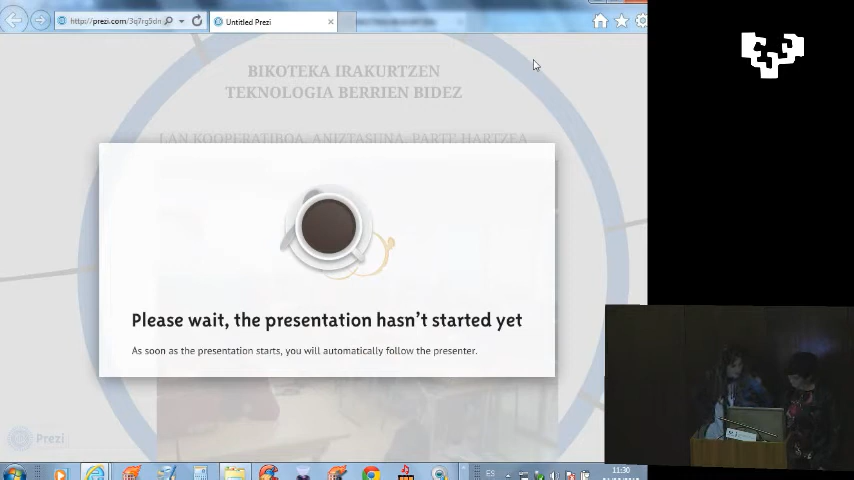 http://prezi.com/3q7rg5dn
Untitled Prezi
BIKOTEKA IRAKURTZEN
TEKNOLOGIA BERRIEN BIDEZ
LAN KOOPERATIBOA, ANIZTASUNA, PARTE HARTZEA
Please wait, the presentation hasn't started yet
As soon as the presentation starts, you will automatically follow the presenter.
Prezi
ES
11:30